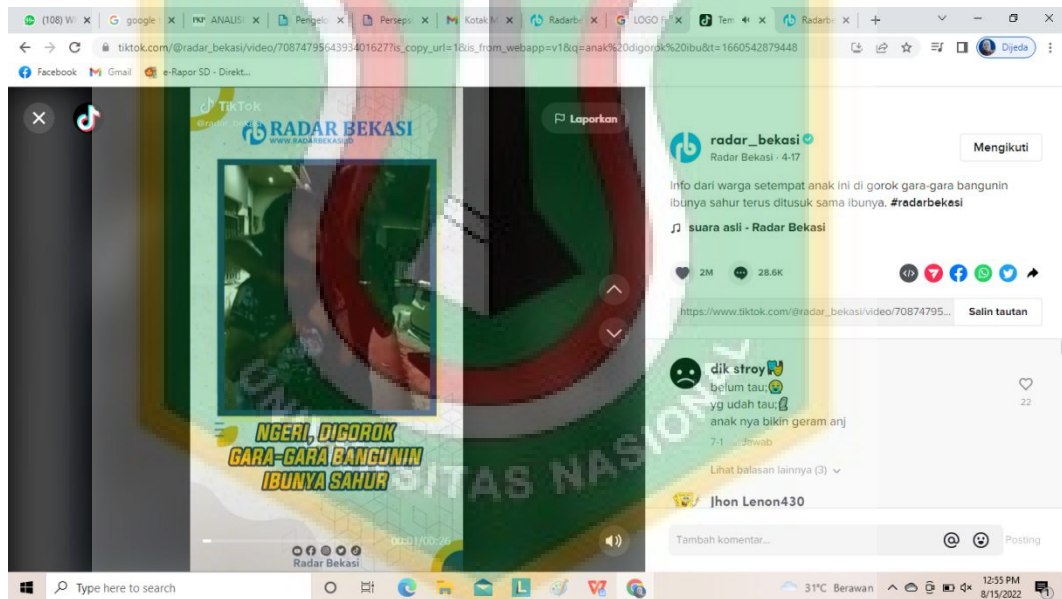 (108) W
google
ANALIS
Pengel
Perseps
Kotak M
Radarb
LOGO
Tem
Radarb
tiktok.com/@radar_bekasi/video/7087479564393401627?is_copy_url=1&is_from_webapp=v1&q=anak%20digorok%20ibu&t=1660542879448
Dijeda
Facebook
Gmail
e-Rapor SD - Direkt...
TikTok
RADAR BEKASI
WWW.RADARBEKASI.ID
Laporkan
NGERI, DIGOROK
GARA-GARA BANGUNIN
IBUNYA SAHUR
00:01/00:26
Radar Bekasi
radar_bekasi
Radar Bekasi · 4-17
Mengikuti
Info dari warga setempat anak ini di gorok gara-gara bangunin
ibunya sahur terus ditusuk sama ibunya. #radarbekasi
suara asli - Radar Bekasi
2M
28.6K
https://www.tiktok.com/@radar_bekasi/video/70874795...
Salin tautan
dik stroy
belum tau;
yg udah tau;
anak nya bikin geram anj
22
7-1 Jawab
Lihat balasan lainnya (3)
Jhon Lenon430
Tambah komentar...
Posting
UNIVERSITAS NASIONAL
Type here to search
31°C Berawan
12:55 PM
8/15/2022